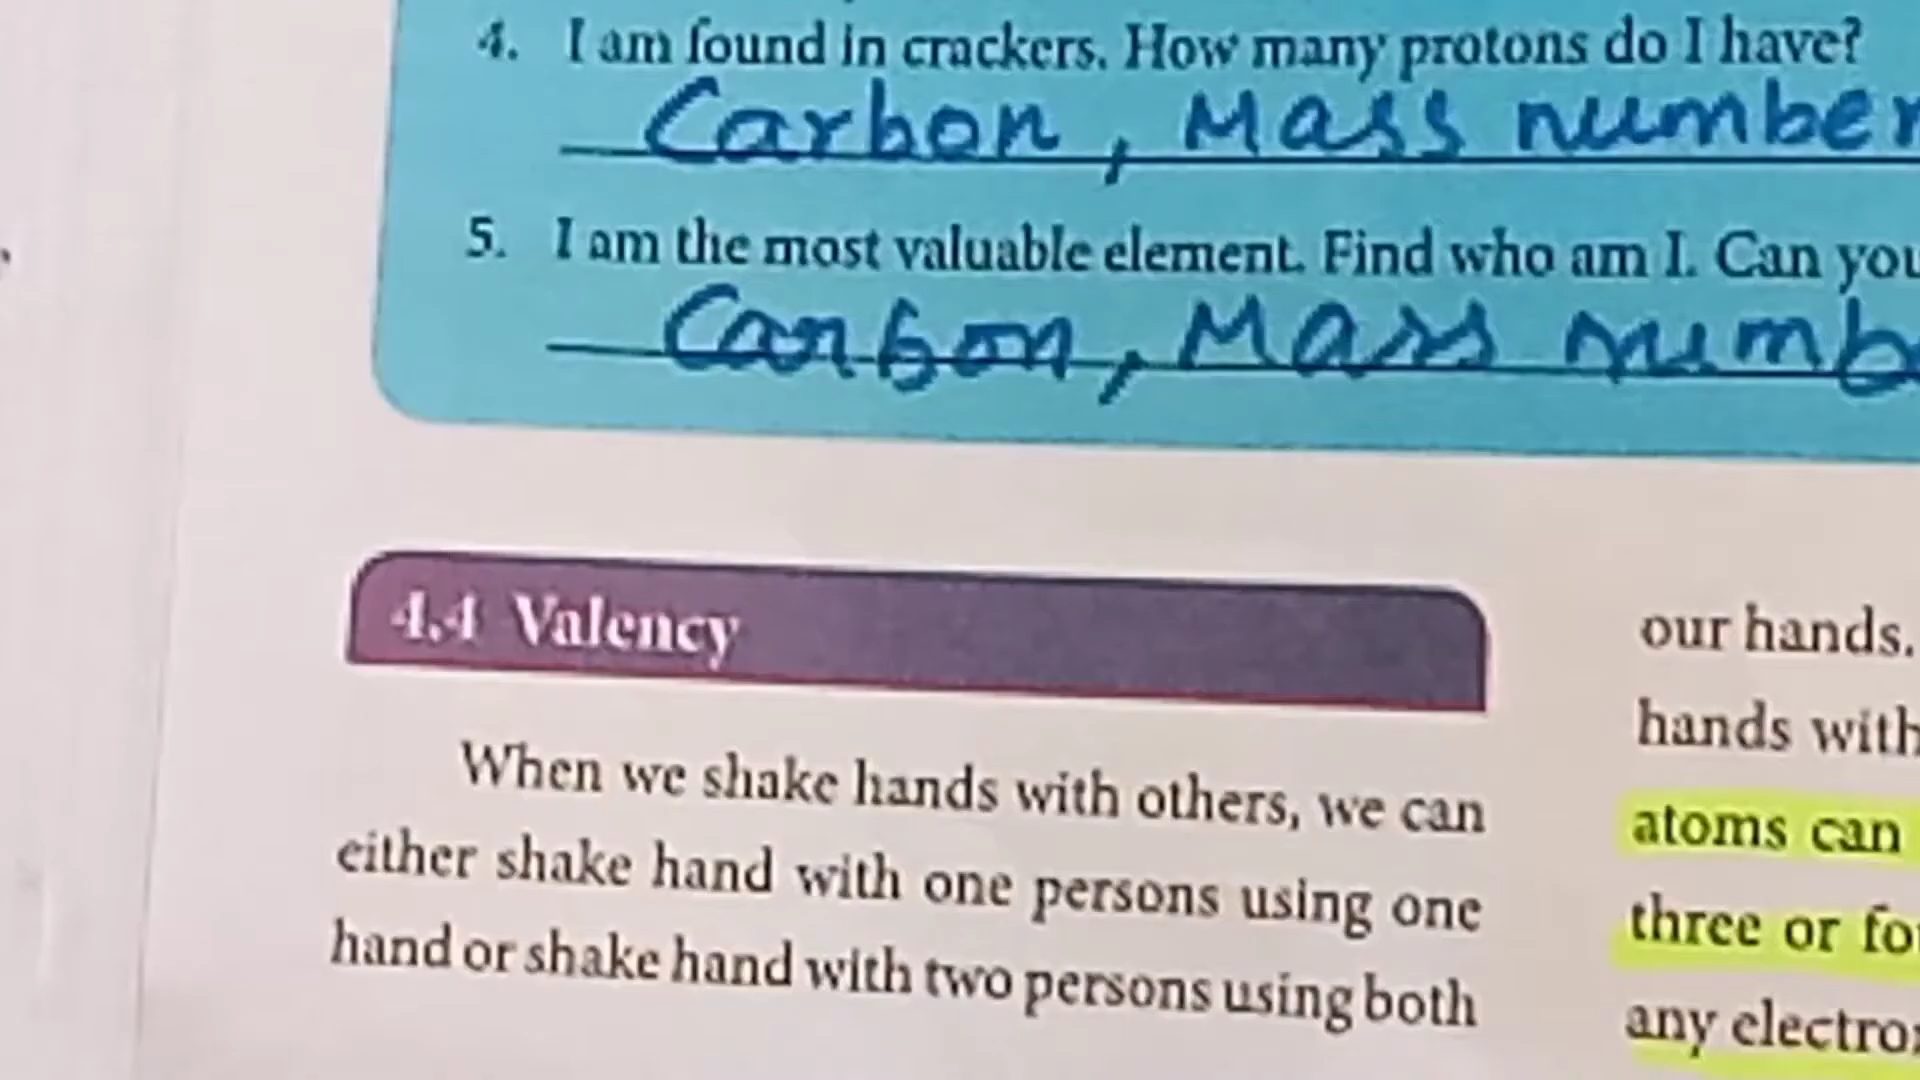 4. I am found in crackers. How many protons do I have?
Carbon, Mass number
5. I am the most valuable element. Find who am I. Can you
Carbon, Mass numb
4.4 Valency
When we shake hands with others, we can
either shake hand with one persons using one
hand or shake hand with two persons using both
our hands.
hands with
atoms can
three or fo
any electro